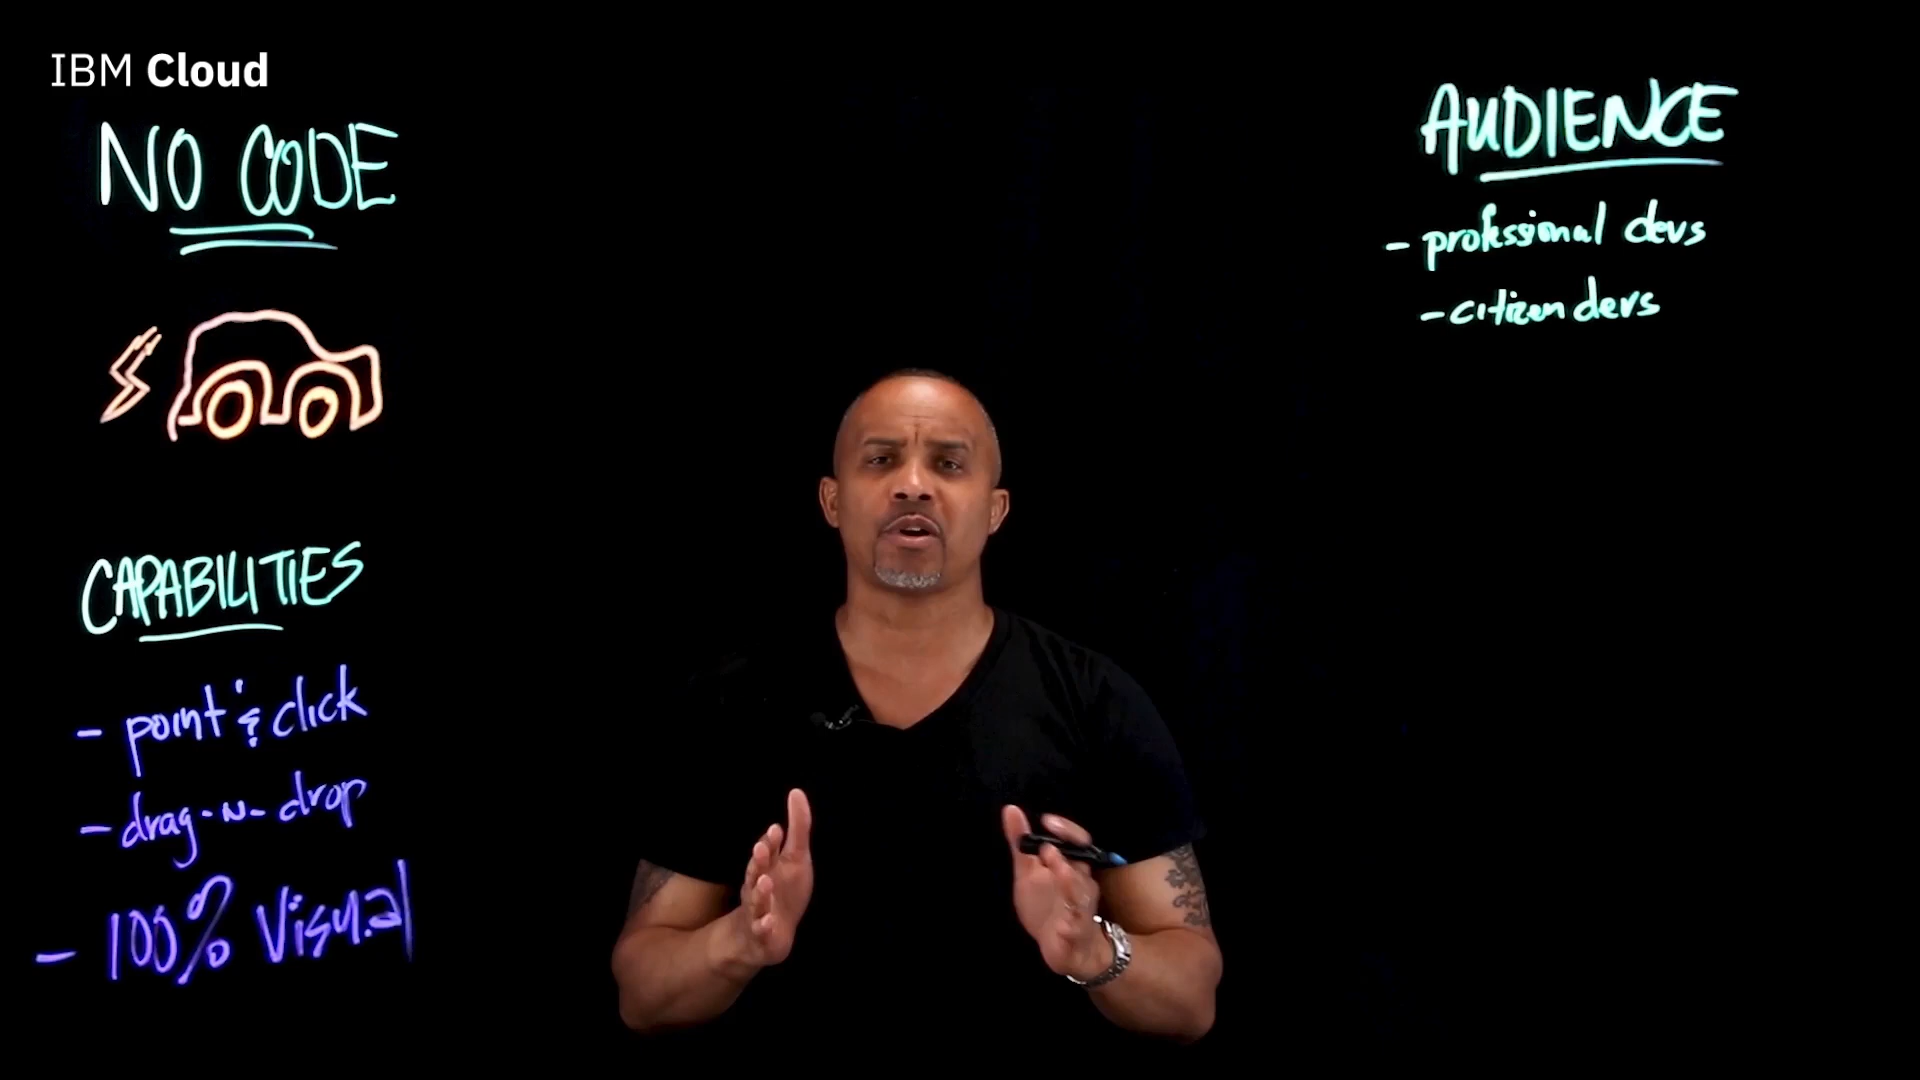 IBM Cloud
NO CODE
CAPABILITIES
- point & click
- drag-n-drop
- 100% Visual
AUDIENCE
- professional devs
- citizen devs